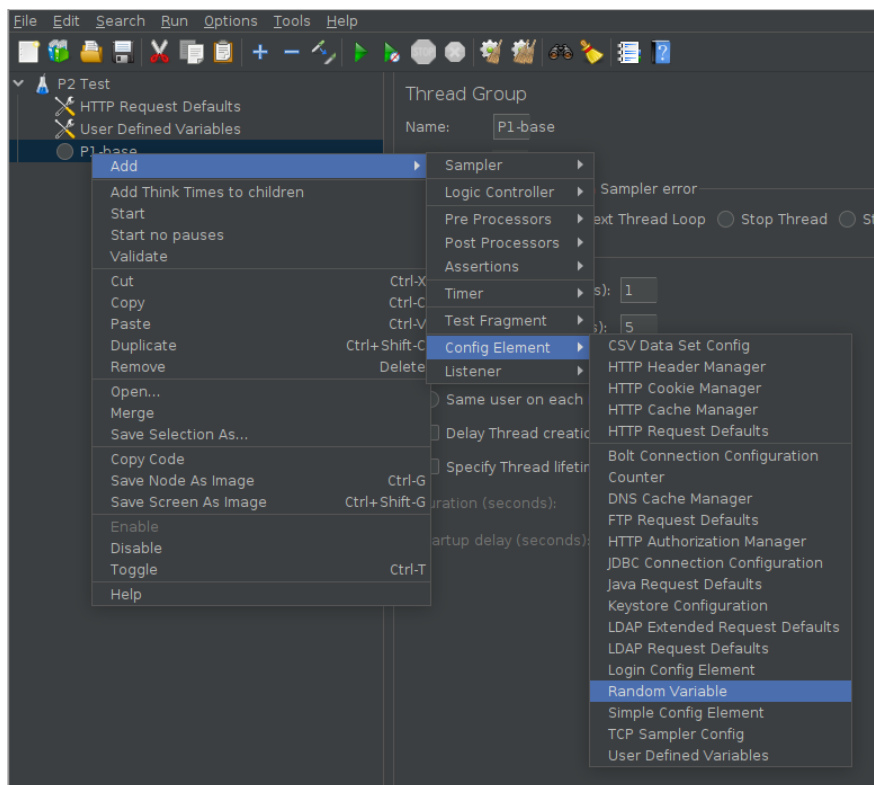 File Edit Search Run Options Tools Help
P2 Test
HTTP Request Defaults
User Defined Variables
P1-base
Thread Group
Name: P1-base
Add
Add Think Times to children
Start
Start no pauses
Validate
Cut Ctrl-X
Copy Ctrl-C
Paste Ctrl-V
Duplicate Ctrl+Shift-C
Remove Delete
Open...
Merge
Save Selection As...
Copy Code
Save Node As Image Ctrl-G
Save Screen As Image Ctrl+Shift-G
Enable
Disable
Toggle Ctrl-T
Help
Sampler
Logic Controller
Pre Processors
Post Processors
Assertions
Timer
Test Fragment
Config Element
Listener
Sampler error
ext Thread Loop Stop Thread St
s): 1
s): 5
Same user on each
Delay Thread creatio
Specify Thread lifetir
uration (seconds):
artup delay (seconds):
CSV Data Set Config
HTTP Header Manager
HTTP Cookie Manager
HTTP Cache Manager
HTTP Request Defaults
Bolt Connection Configuration
Counter
DNS Cache Manager
FTP Request Defaults
HTTP Authorization Manager
JDBC Connection Configuration
Java Request Defaults
Keystore Configuration
LDAP Extended Request Defaults
LDAP Request Defaults
Login Config Element
Random Variable
Simple Config Element
TCP Sampler Config
User Defined Variables